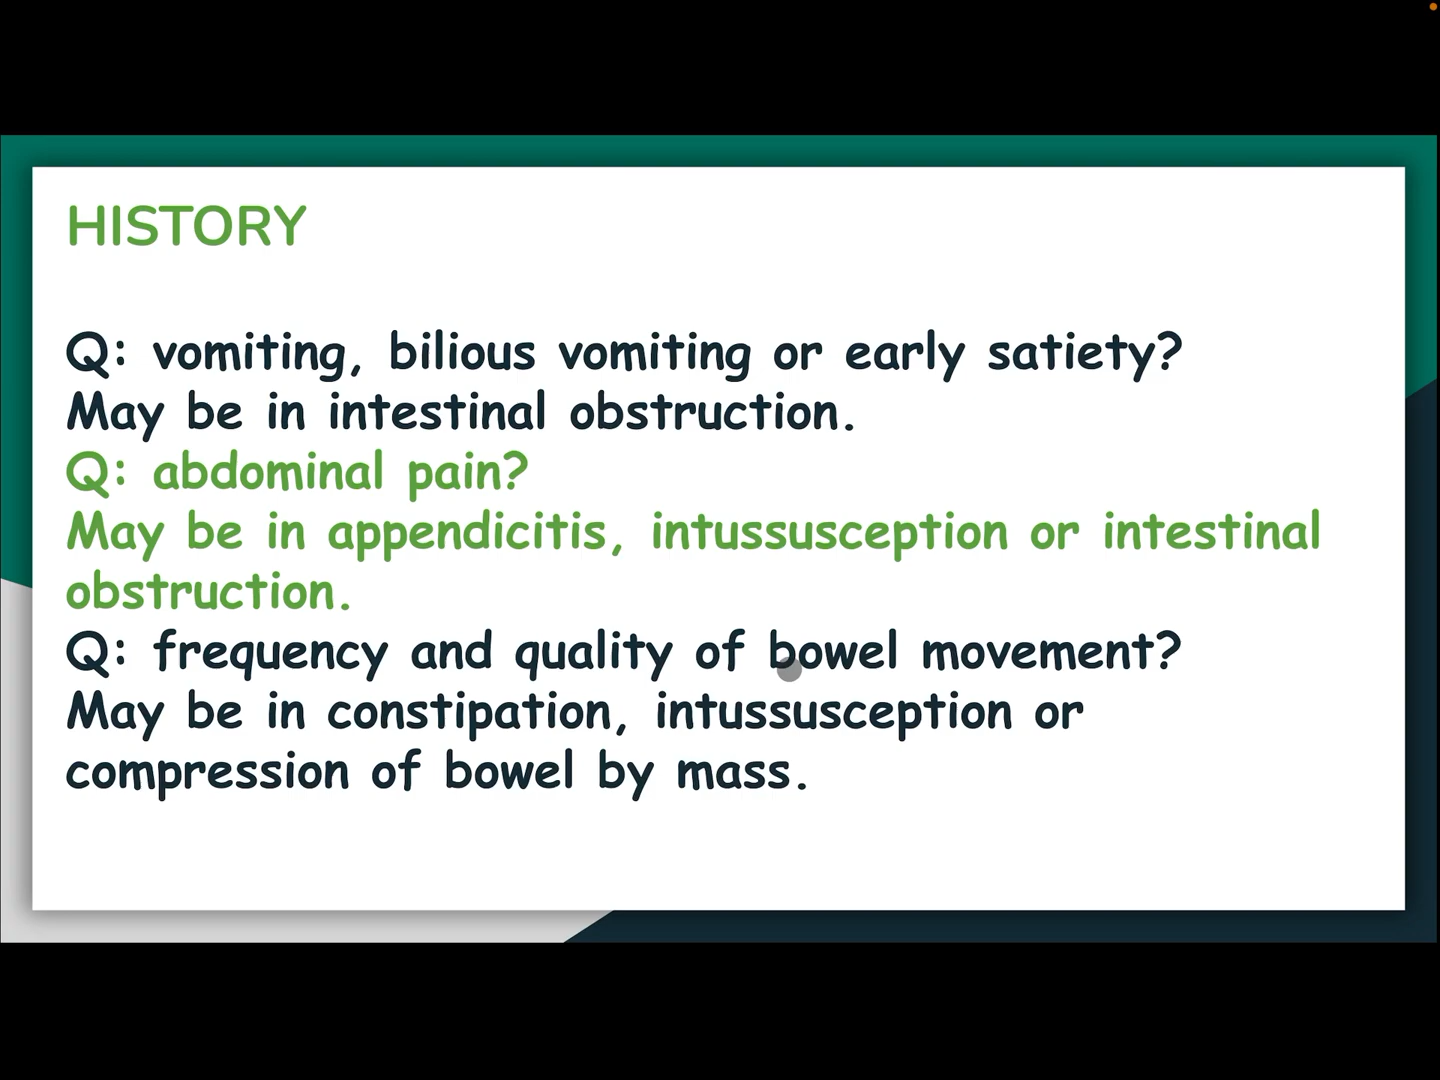 HISTORY
Q: vomiting, bilious vomiting or early satiety?
May be in intestinal obstruction.
Q: abdominal pain?
May be in appendicitis, intussusception or intestinal
obstruction.
Q: frequency and quality of bowel movement?
May be in constipation, intussusception or
compression of bowel by mass.